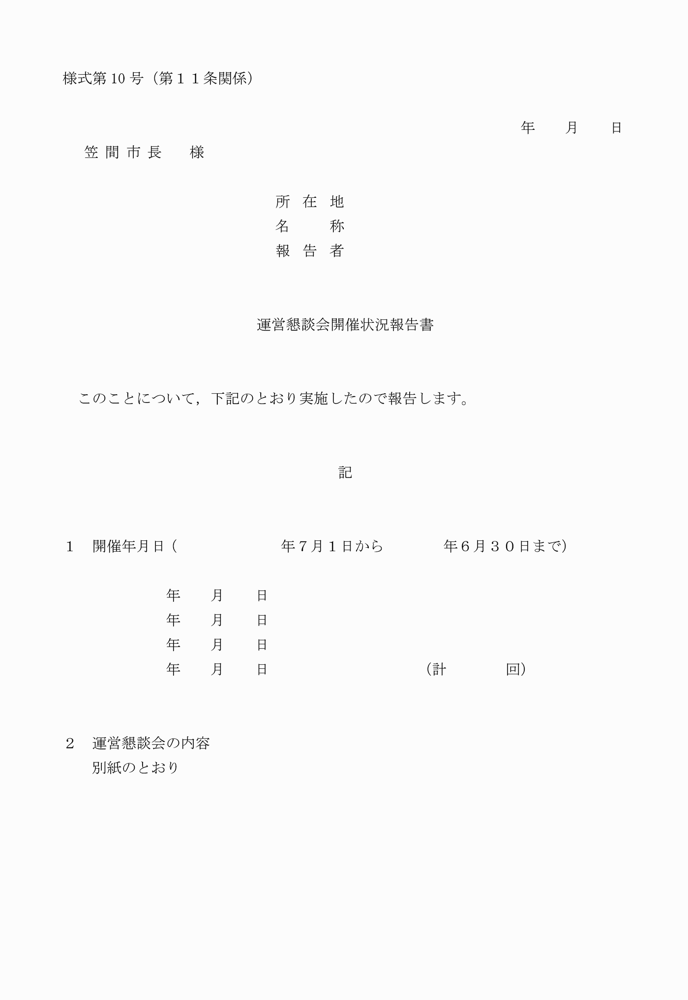 様式第 10 号（第１１条関係）
年　　月　　日
笠 間 市 長　　様
所 在 地
名　　称
報 告 者
運営懇談会開催状況報告書
このことについて，下記のとおり実施したので報告します。
記
１　開催年月日（　　　　　　　年７月１日から　　　　年６月３０日まで）
年　　月　　日
年　　月　　日
年　　月　　日
年　　月　　日　　　　　　　　　　（計　　　　回）
２　運営懇談会の内容
別紙のとおり